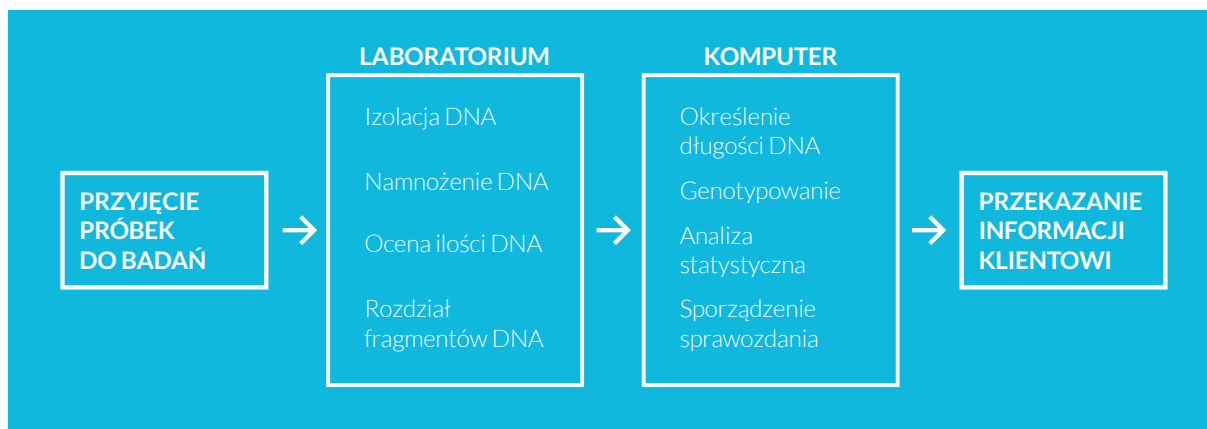 PRZYJĘCIE
PRÓBEK
DO BADAŃ
LABORATORIUM
Izolacja DNA
Namnożenie DNA
Ocena ilości DNA
Rozdział
fragmentów DNA
KOMPUTER
Określenie
długości DNA
Genotypowanie
Analiza
statystyczna
Sporządzenie
sprawozdania
PRZEKAZANIE
INFORMACJI
KLIENTOWI